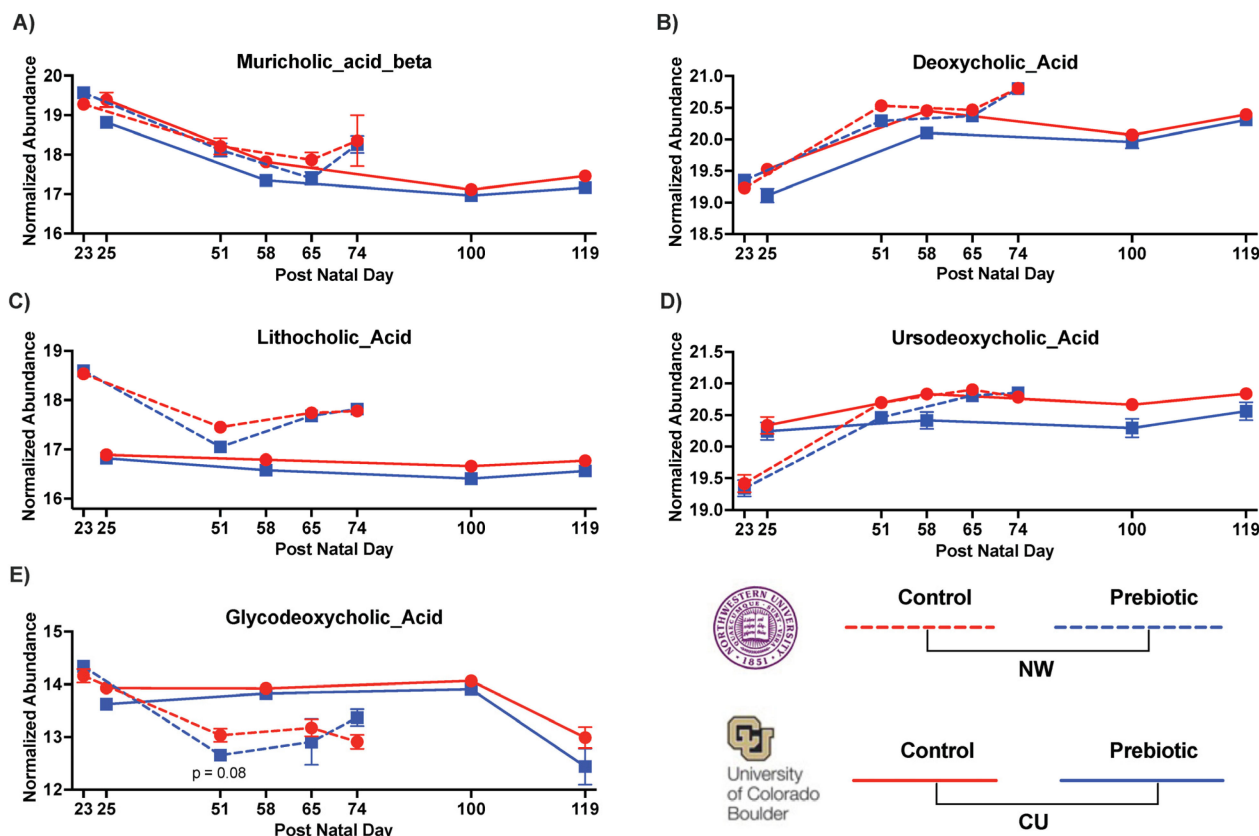 A)
Muricholic_acid_beta
Normalized Abundance
20
19
18
17
16
23 25 51 58 65 74 100 119
Post Natal Day
B)
Deoxycholic_Acid
Normalized Abundance
21.0
20.5
20.0
19.5
19.0
18.5
23 25 51 58 65 74 100 119
Post Natal Day
C)
Lithocholic_Acid
Normalized Abundance
19
18
17
16
23 25 51 58 65 74 100 119
Post Natal Day
D)
Ursodeoxycholic_Acid
Normalized Abundance
21.5
21.0
20.5
20.0
19.5
19.0
23 25 51 58 65 74 100 119
Post Natal Day
E)
Glycodeoxycholic_Acid
Normalized Abundance
15
14
13
12
p = 0.08
23 25 51 58 65 74 100 119
Post Natal Day
NORTHWESTERN UNIVERSITY
1851
Control Prebiotic
NW
CU
University
of Colorado
Boulder
Control Prebiotic
CU